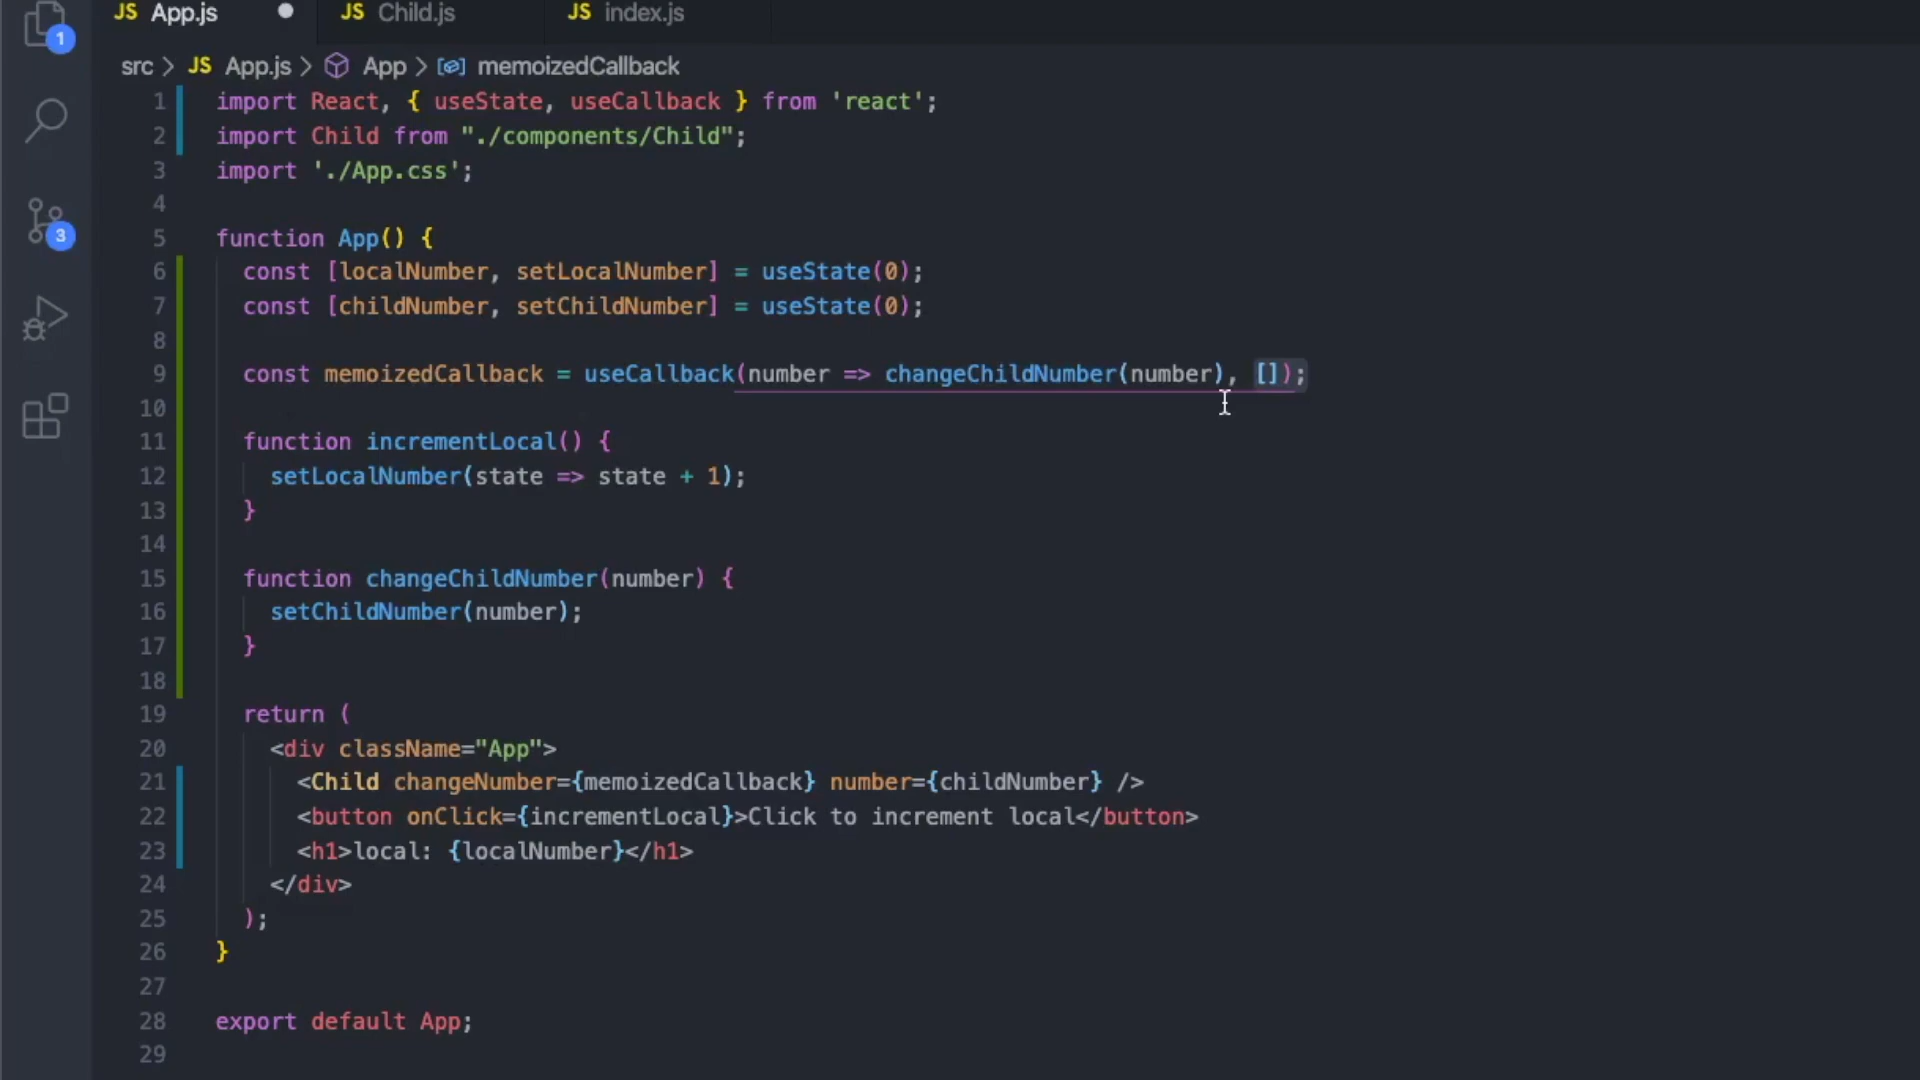 JS App.js JS Child.js JS index.js
1
src > JS App.js > App > memoizedCallback
1 import React, { useState, useCallback } from 'react';
2 import Child from "./components/Child";
3 import './App.css';
4
5 function App() {
3
6 const [localNumber, setLocalNumber] = useState(0);
7 const [childNumber, setChildNumber] = useState(0);
8
9 const memoizedCallback = useCallback(number => changeChildNumber(number), []);
10
11 function incrementLocal() {
12 setLocalNumber(state => state + 1);
13 }
14
15 function changeChildNumber(number) {
16 setChildNumber(number);
17 }
18
19 return (
20 <div className="App">
21 <Child changeNumber={memoizedCallback} number={childNumber} />
22 <button onClick={incrementLocal}>Click to increment local</button>
23 <h1>local: {localNumber}</h1>
24 </div>
25 );
26 }
27
28 export default App;
29